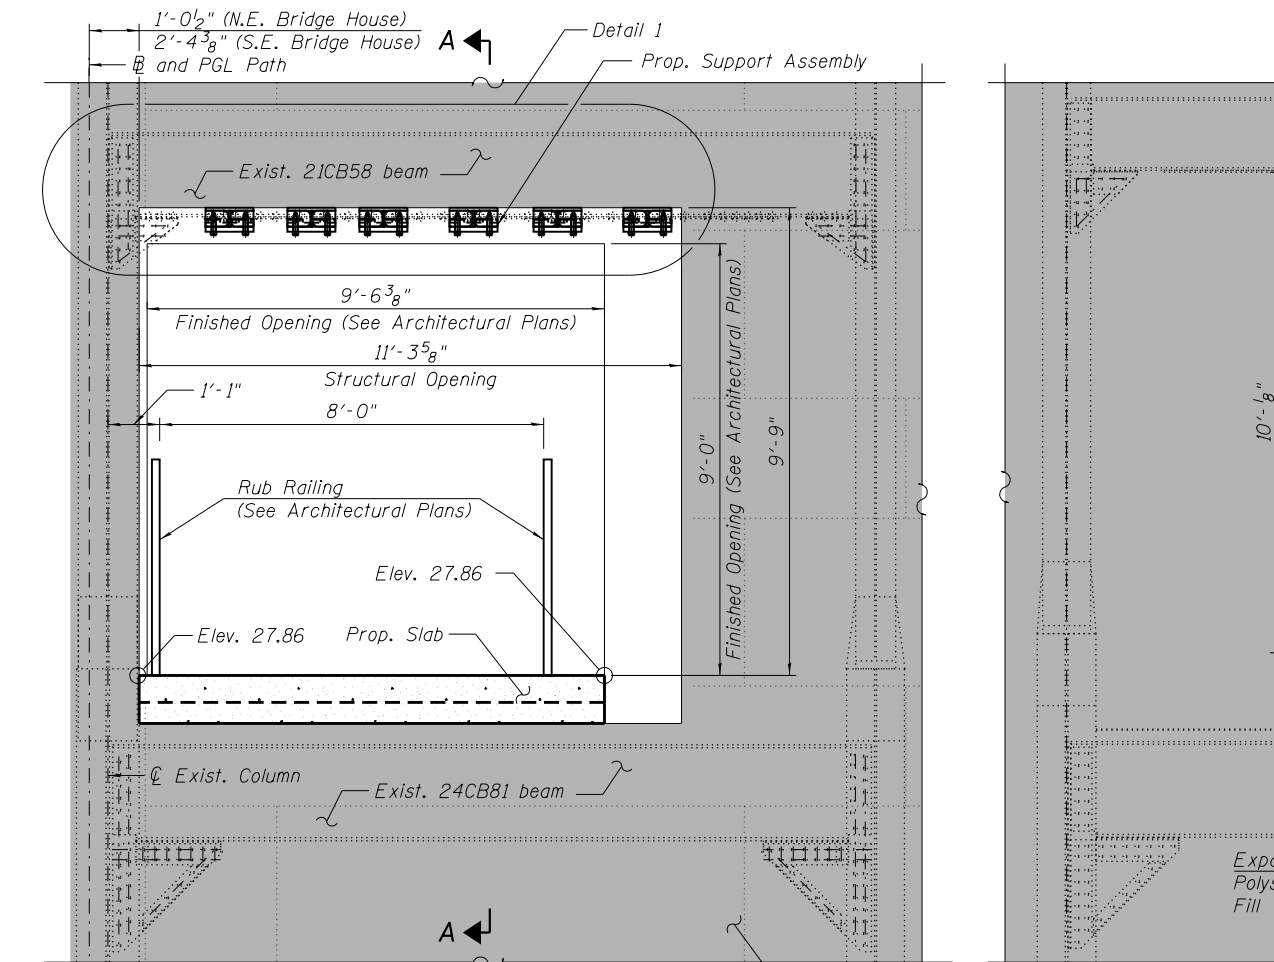 1'-0½" (N.E. Bridge House)
2'-4⅜" (S.E. Bridge House)
A
Detail 1
℄ and PGL Path
Prop. Support Assembly
Exist. 21CB58 beam
9'-6⅜"
Finished Opening (See Architectural Plans)
11'-3⅝"
Structural Opening
1'-1"
8'-0"
9'-0"
Finished Opening (See Architectural Plans)
9'-9"
10'-⅛"
Rub Railing
(See Architectural Plans)
Elev. 27.86
Elev. 27.86
Prop. Slab
℄ Exist. Column
Exist. 24CB81 beam
Expa
Polys
Fill
A